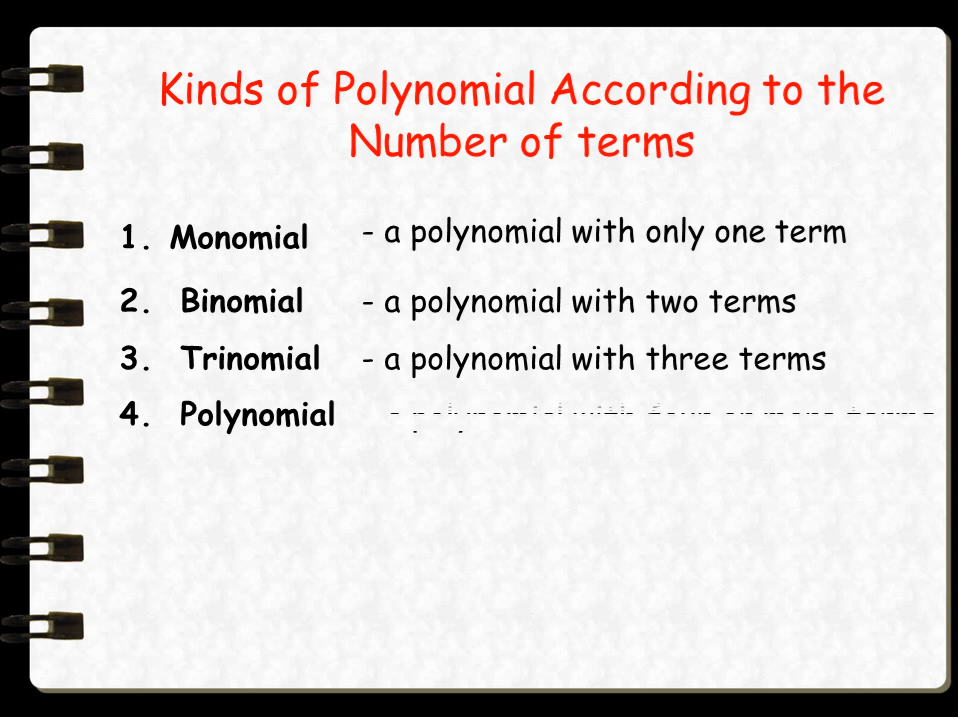 Kinds of Polynomial According to the
Number of terms
1. Monomial - a polynomial with only one term
2. Binomial - a polynomial with two terms
3. Trinomial - a polynomial with three terms
4. Polynomial